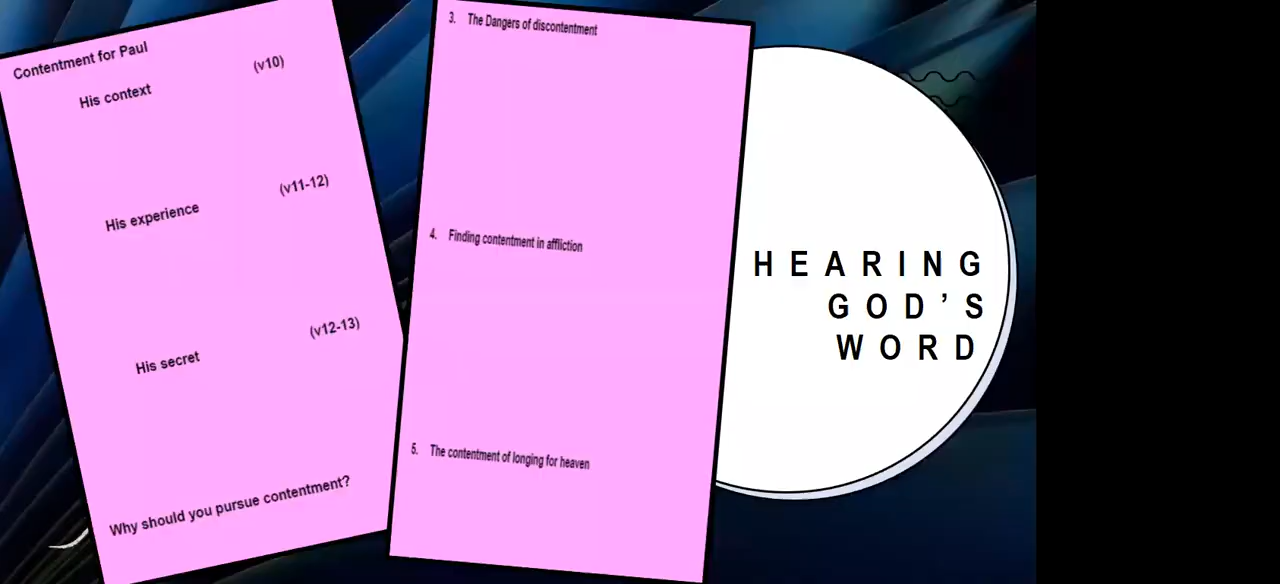 Contentment for Paul
(v10)
His context
(v11-12)
His experience
(v12-13)
His secret
Why should you pursue contentment?
3. The Dangers of discontentment
4. Finding contentment in affliction
5. The contentment of longing for heaven
HEARING
GOD’S
WORD